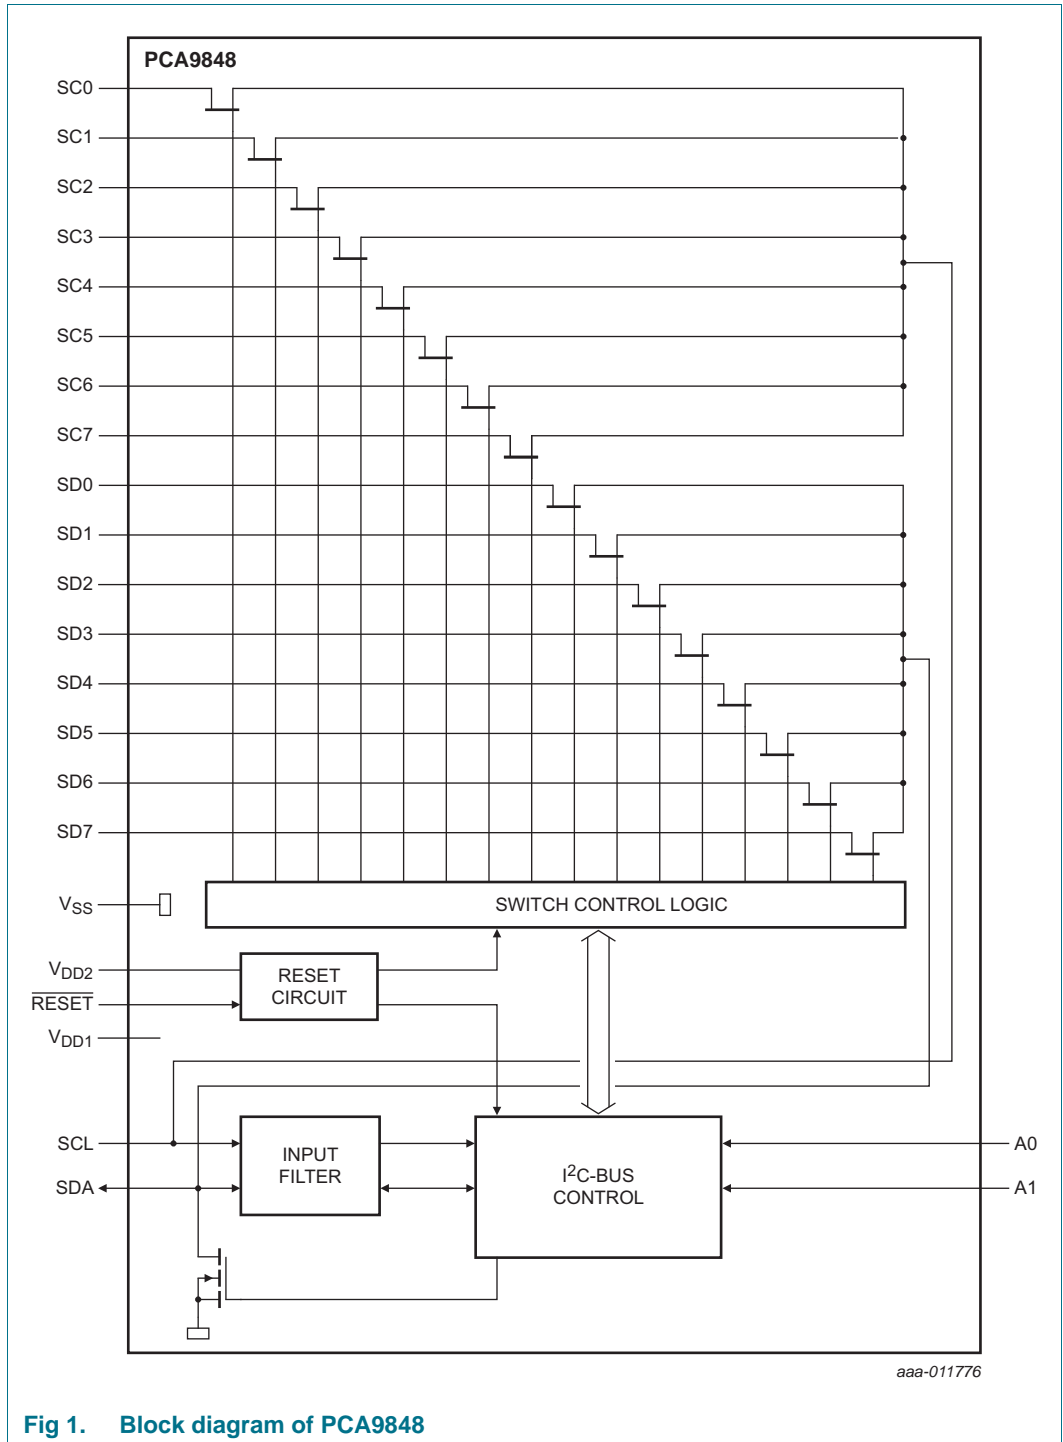 PCA9848
SC0
SC1
SC2
SC3
SC4
SC5
SC6
SC7
SD0
SD1
SD2
SD3
SD4
SD5
SD6
SD7
VSS
SWITCH CONTROL LOGIC
VDD2
RESET
VDD1
RESET
CIRCUIT
SCL
SDA
INPUT
FILTER
I2C-BUS
CONTROL
A0
A1
aaa-011776
Fig 1. Block diagram of PCA9848